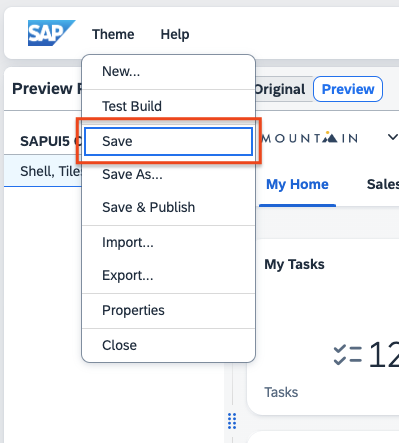 SAP Theme Help
New...
Preview Original Preview
Test Build
SAPUI5
Save
MOUNTAIN
Shell, Tile
Save As...
My Home Sales
Save & Publish
Import...
My Tasks
Export...
Properties
12
Close
Tasks